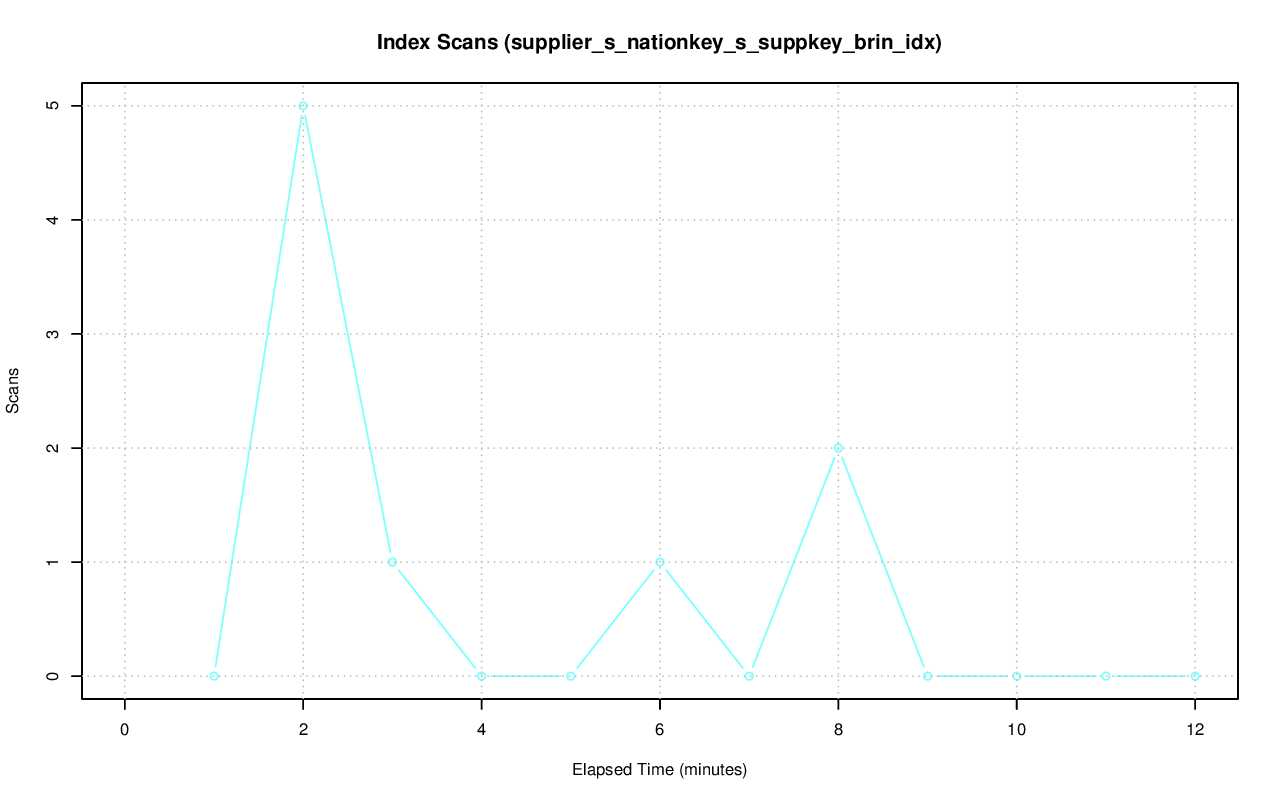 Index Scans (supplier_s_nationkey_s_suppkey_brin_idx)
5
4
3
2
1
0
Scans
0 2 4 6 8 10 12
Elapsed Time (minutes)